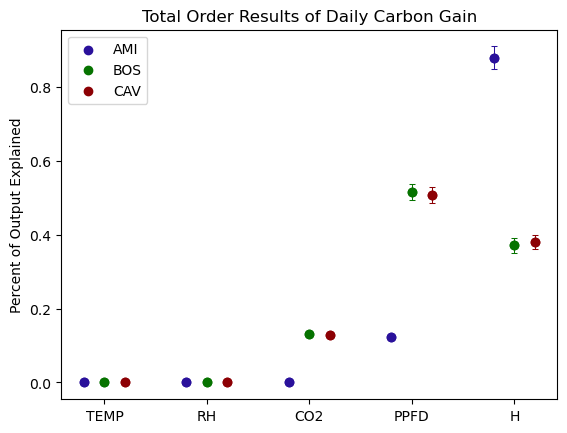 Total Order Results of Daily Carbon Gain
AMI
BOS
CAV
Percent of Output Explained
0.8
0.6
0.4
0.2
0.0
TEMP
RH
CO2
PPFD
H